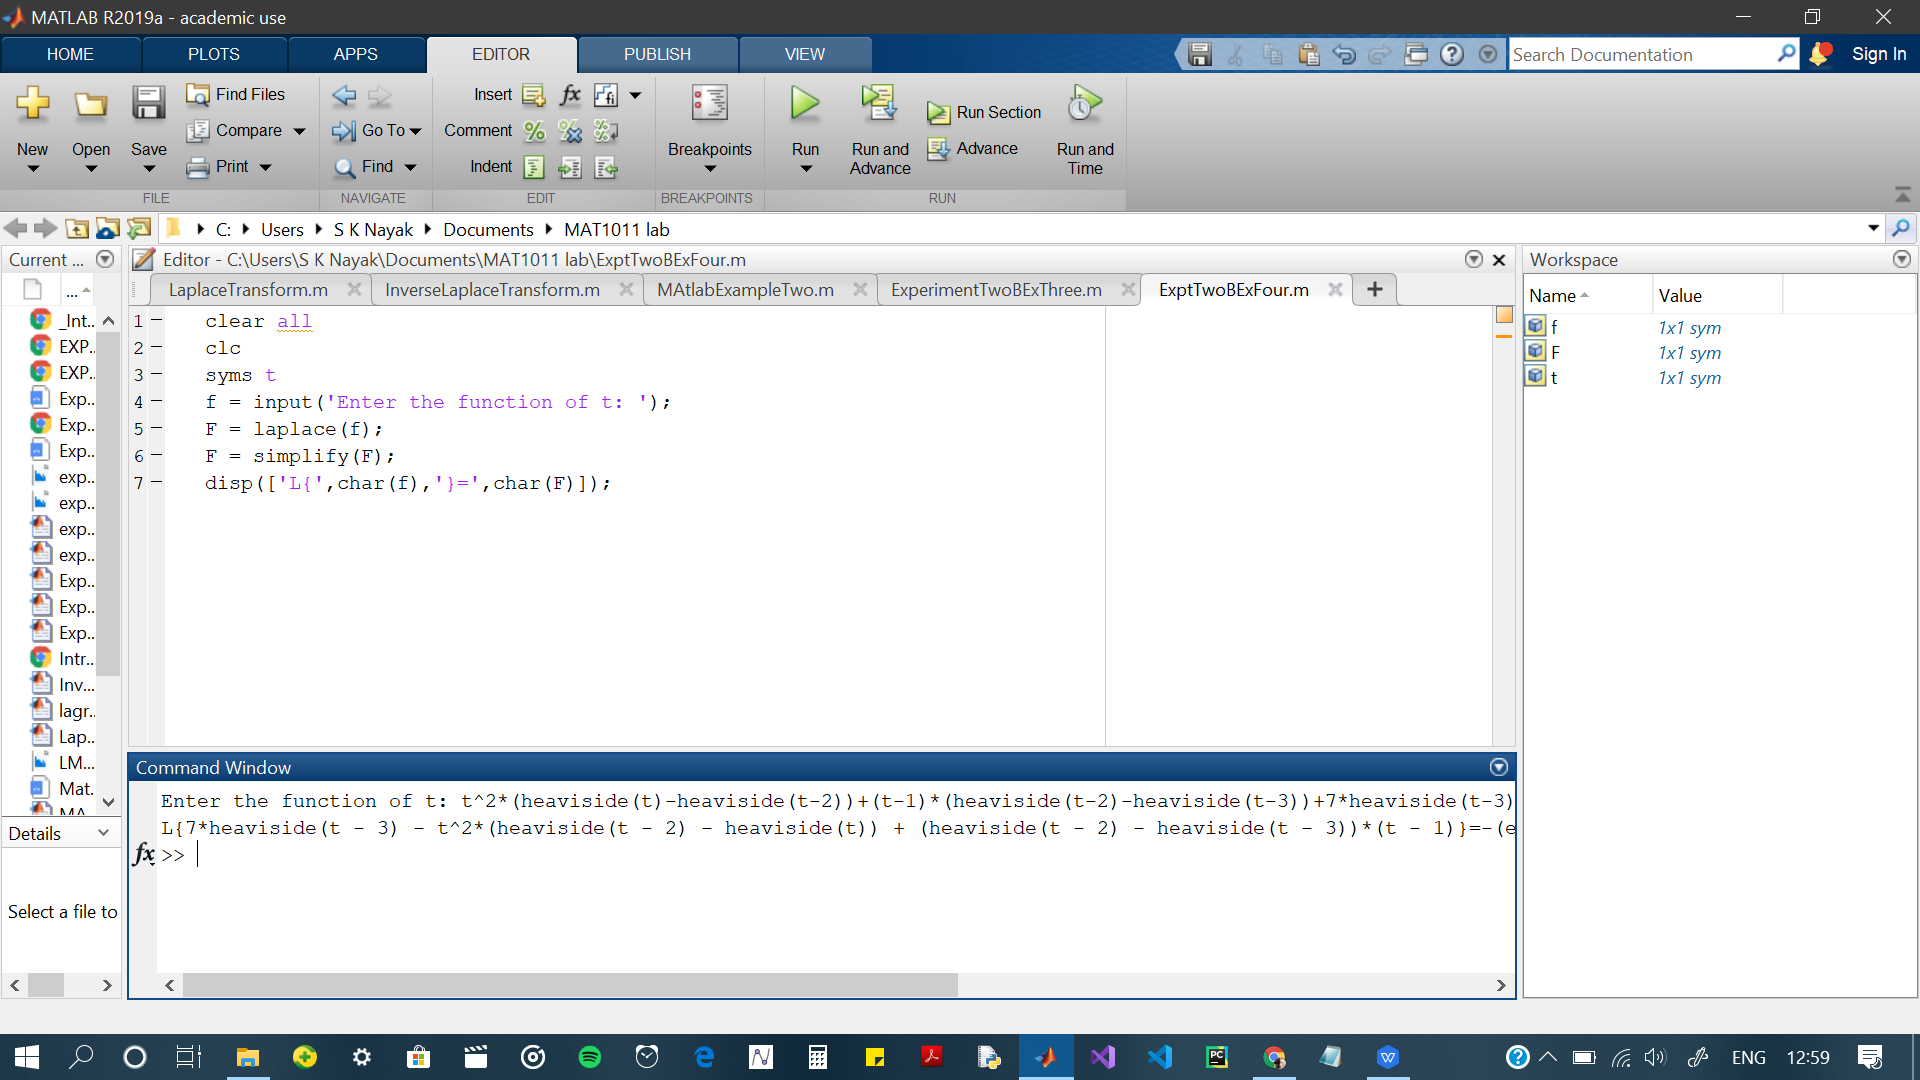 MATLAB R2019a - academic use
HOME PLOTS APPS EDITOR PUBLISH VIEW
Search Documentation
Sign In
New
Open
Save
Find Files
Compare
Print
FILE
Go To
Find
NAVIGATE
Insert
Comment
Indent
EDIT
Breakpoints
BREAKPOINTS
Run
Run and Advance
Run Section
Advance
Run and Time
RUN
C: Users S K Nayak Documents MAT1011 lab
Current ...
...
_Int..
EXP..
EXP..
Exp..
Exp..
Exp..
exp..
exp..
exp..
exp..
Exp..
Exp..
Exp..
Intr..
Inv...
lagr..
Lap..
LM...
Mat.
MA
Details
Select a file to
Editor - C:\Users\S K Nayak\Documents\MAT1011 lab\ExptTwoBExFour.m
LaplaceTransform.m InverseLaplaceTransform.m MAtlabExampleTwo.m ExperimentTwoBExThree.m ExptTwoBExFour.m +
1 clear all
2 clc
3 syms t
4 f = input('Enter the function of t: ');
5 F = laplace(f);
6 F = simplify(F);
7 disp(['L{',char(f),'}=',char(F)]);
Command Window
Enter the function of t: t^2*(heaviside(t)-heaviside(t-2))+(t-1)*(heaviside(t-2)-heaviside(t-3))+7*heaviside(t-3)
L{7*heaviside(t - 3) - t^2*(heaviside(t - 2) - heaviside(t)) + (heaviside(t - 2) - heaviside(t - 3))*(t - 1)}=-(e
fx >>
Workspace
Name Value
f 1x1 sym
F 1x1 sym
t 1x1 sym
ENG 12:59